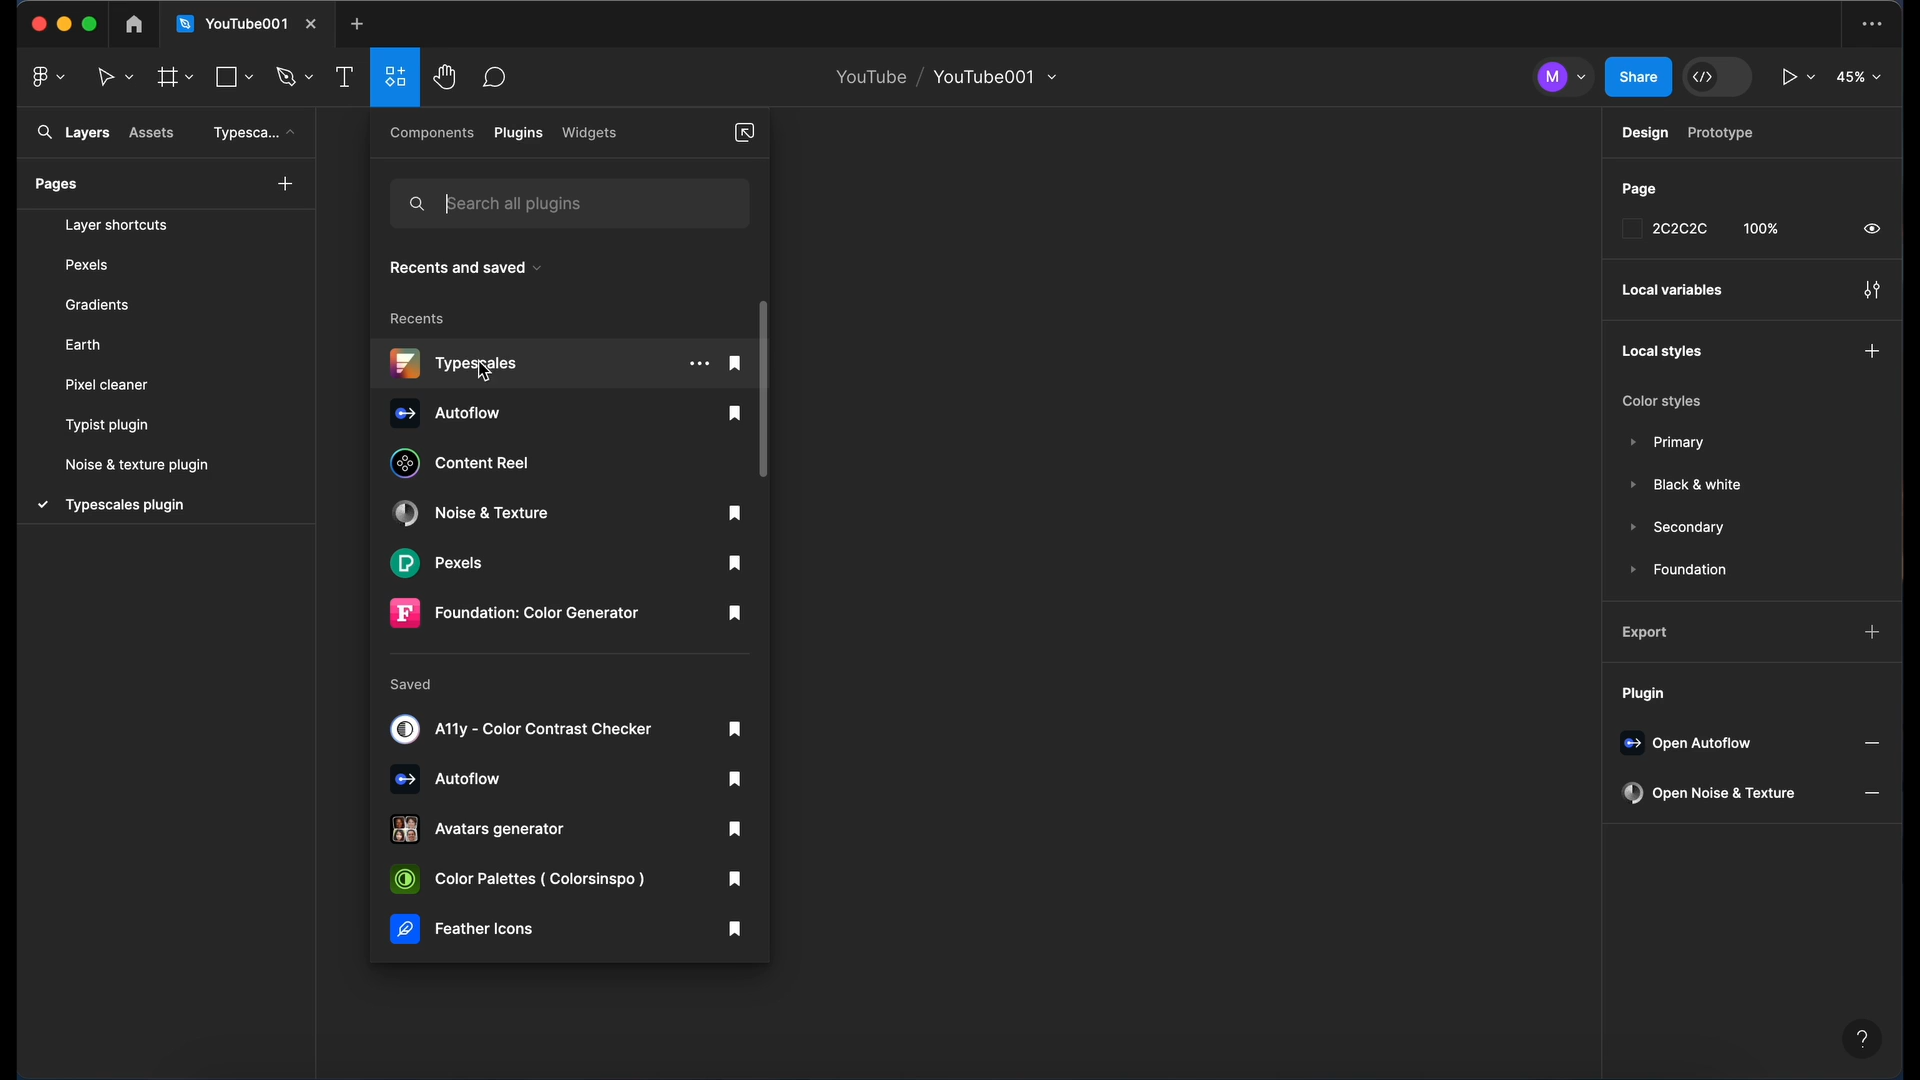 YouTube001
YouTube / YouTube001
M
Share
45%
Layers Assets Typesca...
Pages
Layer shortcuts
Pexels
Gradients
Earth
Pixel cleaner
Typist plugin
Noise & texture plugin
Typescales plugin
Components Plugins Widgets
Search all plugins
Recents and saved
Recents
Typescales
Autoflow
Content Reel
Noise & Texture
Pexels
F Foundation: Color Generator
Saved
A11y - Color Contrast Checker
Autoflow
Avatars generator
Color Palettes ( Colorsinspo )
Feather Icons
Design Prototype
Page
2C2C2C 100%
Local variables
Local styles
Color styles
Primary
Black & white
Secondary
Foundation
Export
Plugin
Open Autoflow
Open Noise & Texture
?